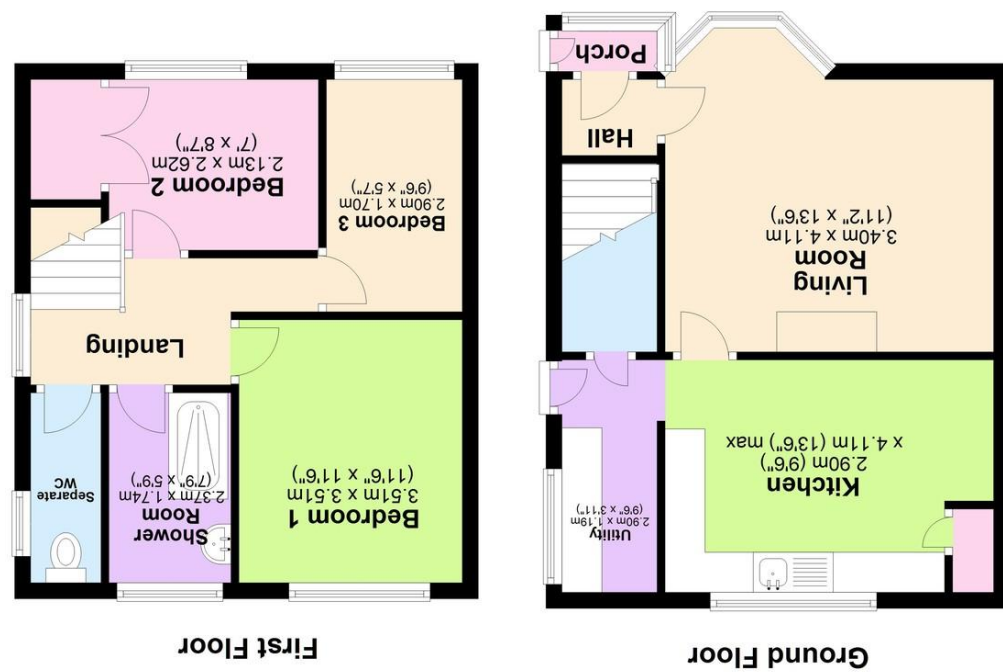 Ground Floor
Kitchen
2.90m (9'6")
x 4.11m (13'6") max
Utility
2.90m x 1.19m
(9'6" x 3'11")
Living
Room
3.40m x 4.11m
(11'2" x 13'6")
Hall
Porch
First Floor
Bedroom 1
3.51m x 3.51m
(11'6" x 11'6")
Shower
Room
2.37m x 1.74m
(7'9" x 5'9")
Separate
WC
Landing
Bedroom 3
2.90m x 1.70m
(9'6" x 5'7")
Bedroom 2
2.13m x 2.62m
(7' x 8'7")